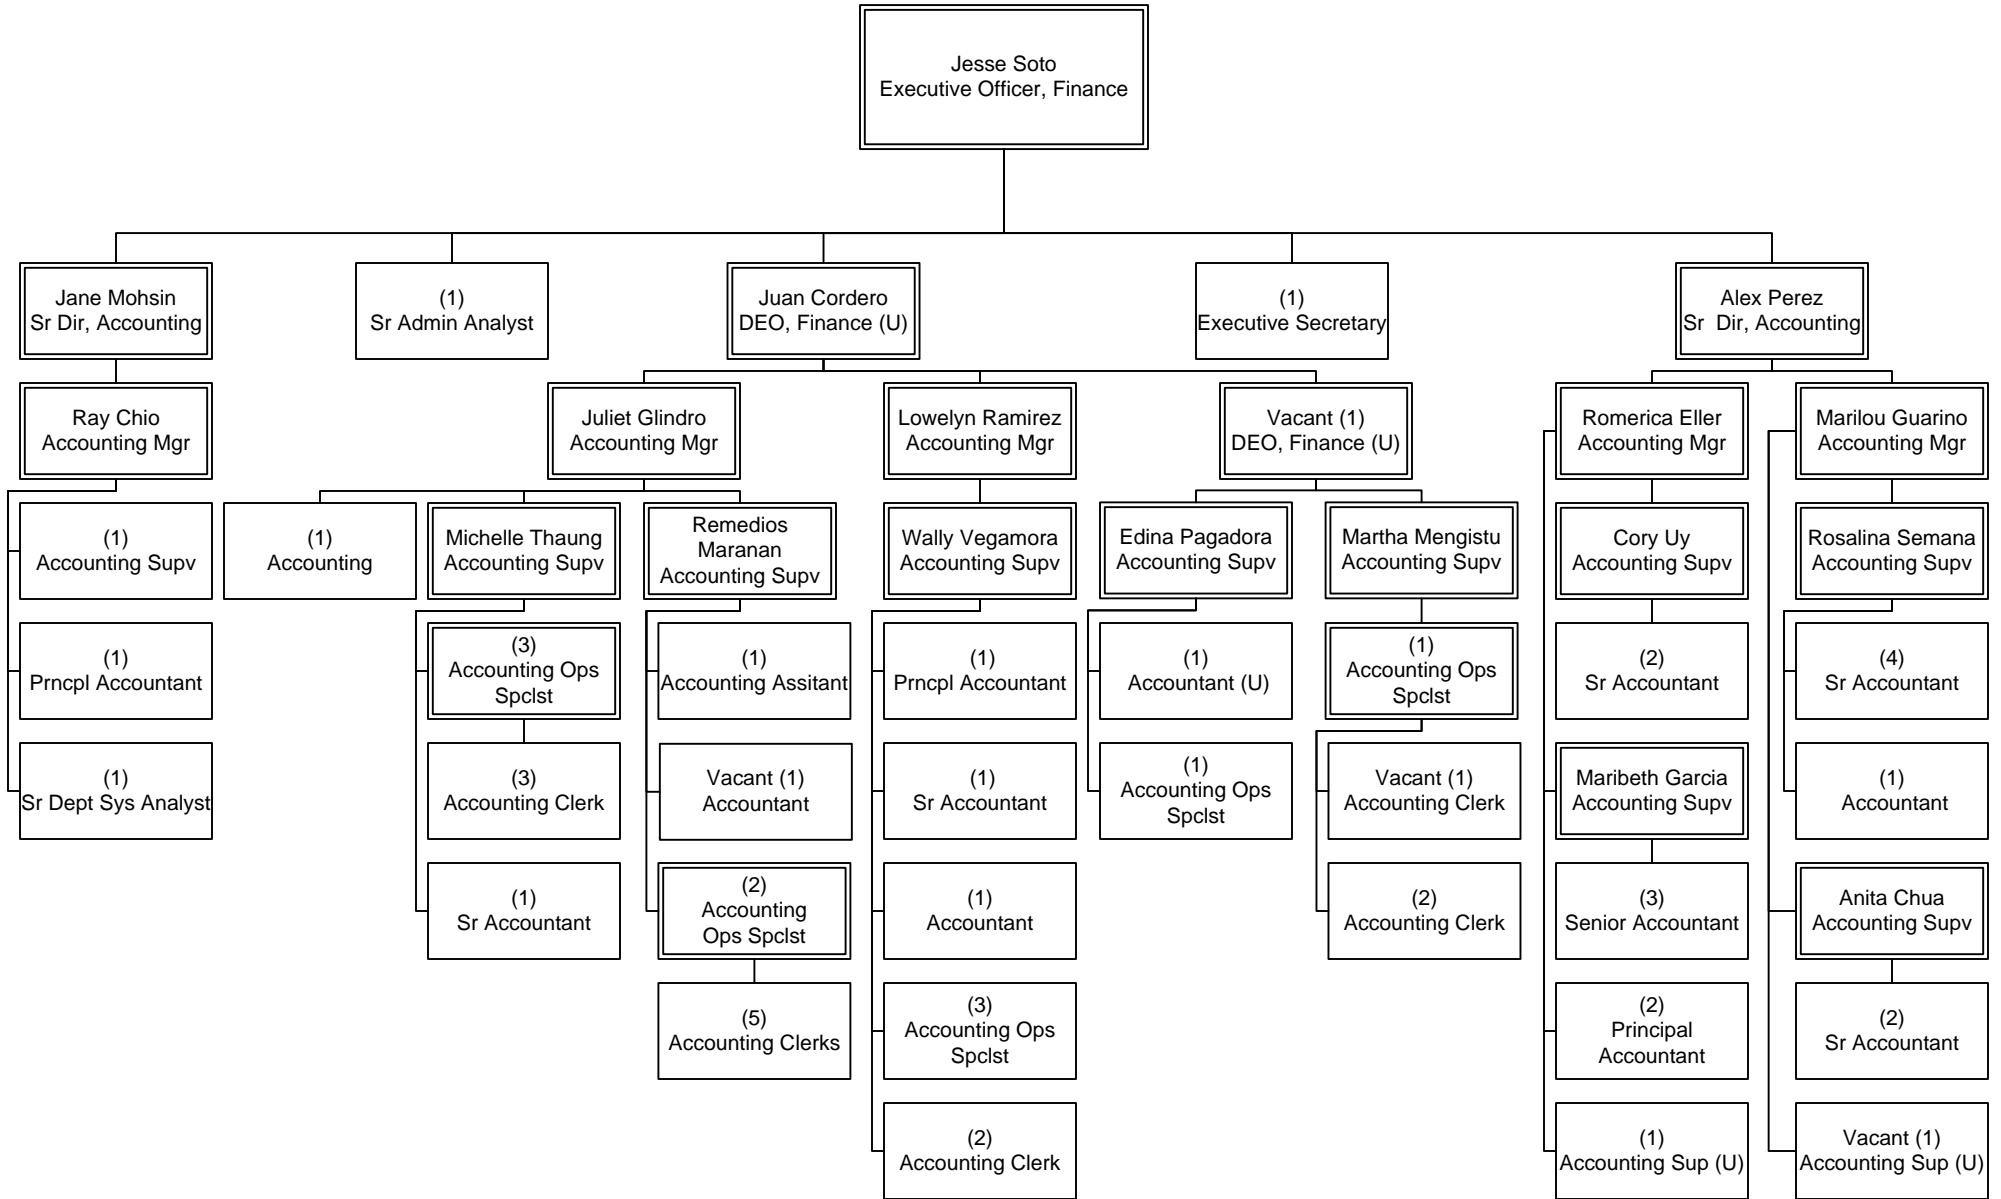 Jesse Soto
Executive Officer, Finance
Jane Mohsin
Sr Dir, Accounting
(1)
Sr Admin Analyst
Juan Cordero
DEO, Finance (U)
(1)
Executive Secretary
Alex Perez
Sr  Dir, Accounting
Ray Chio
Accounting Mgr
Juliet Glindro
Accounting Mgr
Lowelyn Ramirez
Accounting Mgr
Vacant (1)
DEO, Finance (U)
Romerica Eller
Accounting Mgr
Marilou Guarino
Accounting Mgr
(1)
Accounting Supv
(1)
Accounting
Michelle Thaung
Accounting Supv
Remedios
Maranan
Accounting Supv
Wally Vegamora
Accounting Supv
Edina Pagadora
Accounting Supv
Martha Mengistu
Accounting Supv
Cory Uy
Accounting Supv
Rosalina Semana
Accounting Supv
(1)
Prncpl Accountant
(3)
Accounting Ops
Spclst
(1)
Accounting Assitant
(1)
Prncpl Accountant
(1)
Accountant (U)
(1)
Accounting Ops
Spclst
(2)
Sr Accountant
(4)
Sr Accountant
(1)
Sr Dept Sys Analyst
(3)
Accounting Clerk
Vacant (1)
Accountant
(1)
Sr Accountant
(1)
Accounting Ops
Spclst
Vacant (1)
Accounting Clerk
Maribeth Garcia
Accounting Supv
(1)
Accountant
(1)
Sr Accountant
(2)
Accounting
Ops Spclst
(1)
Accountant
(2)
Accounting Clerk
(3)
Senior Accountant
Anita Chua
Accounting Supv
(5)
Accounting Clerks
(3)
Accounting Ops
Spclst
(2)
Principal
Accountant
(2)
Sr Accountant
(2)
Accounting Clerk
(1)
Accounting Sup (U)
Vacant (1)
Accounting Sup (U)